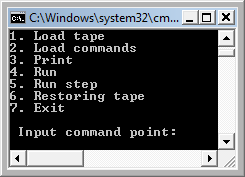 C:\Windows\system32\cm...
1. Load tape
2. Load commands
3. Print
4. Run
5. Run step
6. Restoring tape
7. Exit
Input command point: